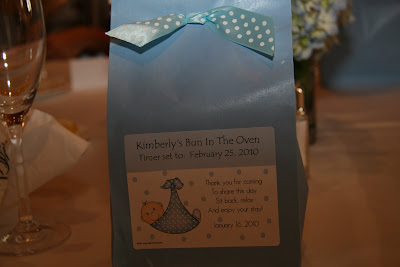 Kimberly's Bun In The Oven
Timer set to: February 25, 2010
Thank you for coming
To share this day
Sit back, relax
And enjoy your stay!
January 16, 2010